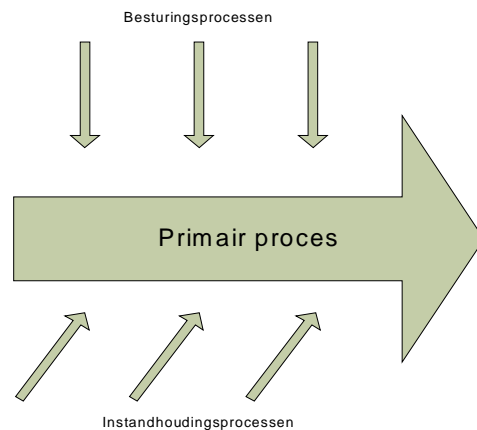 Besturingsprocessen
Primair proces
Instandhoudingsprocessen